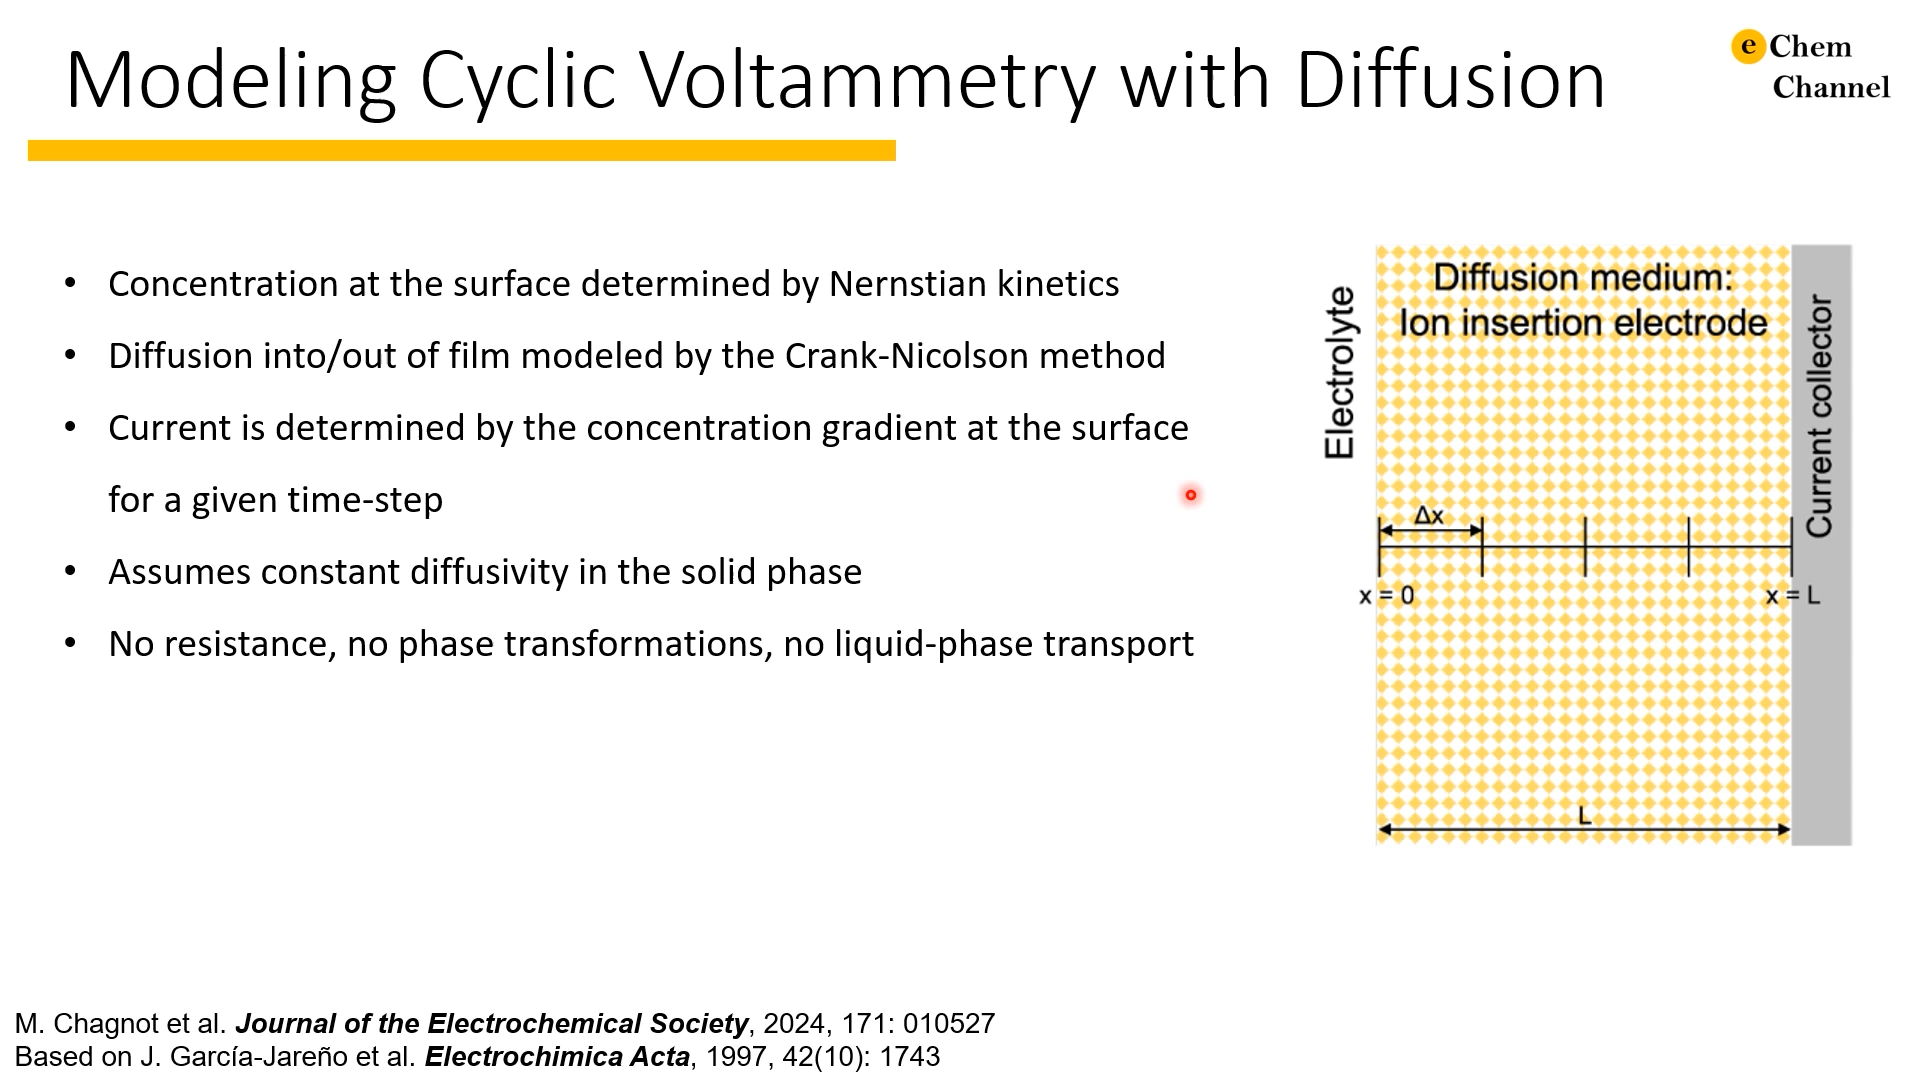 Modeling Cyclic Voltammetry with Diffusion
e Chem
Channel
• Concentration at the surface determined by Nernstian kinetics
• Diffusion into/out of film modeled by the Crank-Nicolson method
• Current is determined by the concentration gradient at the surface
for a given time-step
• Assumes constant diffusivity in the solid phase
• No resistance, no phase transformations, no liquid-phase transport
Electrolyte
Diffusion medium:
Ion insertion electrode
Current collector
Δx
x = 0
x = L
L
M. Chagnot et al. Journal of the Electrochemical Society, 2024, 171: 010527
Based on J. García-Jareño et al. Electrochimica Acta, 1997, 42(10): 1743